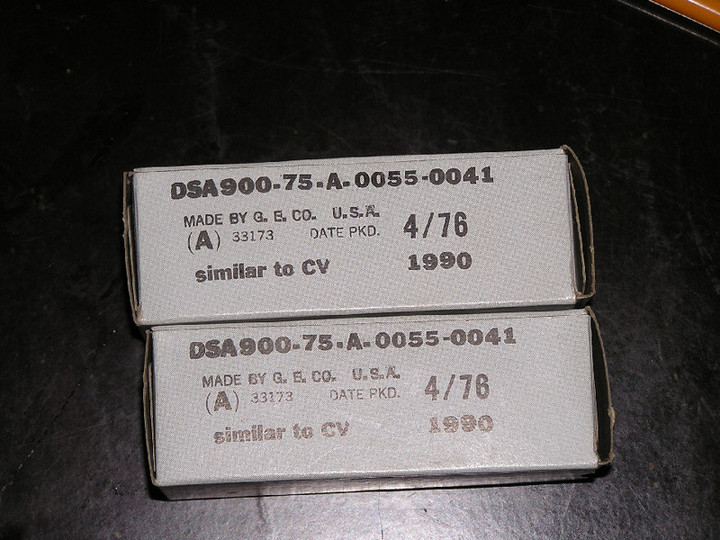 DSA900-75-A-0055-0041
MADE BY G. E. CO. U.S.A.
(A) 33173 DATE PKD. 4/76
similar to CV 1990
DSA900-75-A-0055-0041
MADE BY G. E. CO. U.S.A.
(A) 33173 DATE PKD. 4/76
similar to CV 1990